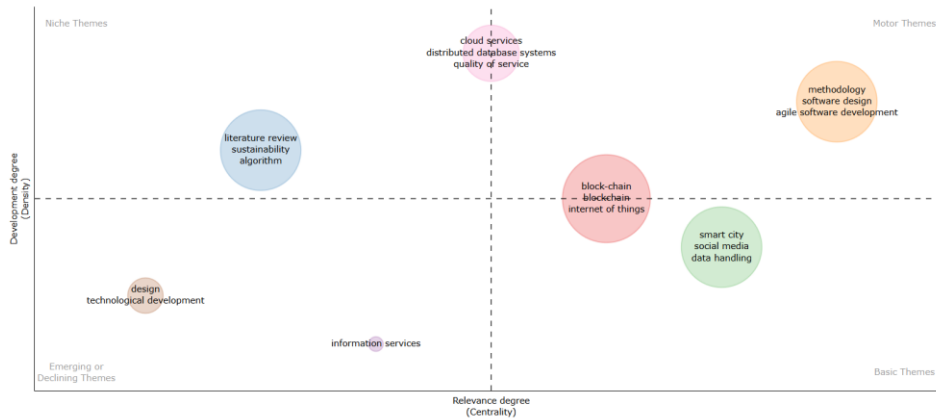 Niche Themes
Motor Themes
cloud services
distributed database systems
quality of service
methodology
software design
agile software development
literature review
sustainability
algorithm
block-chain
blockchain
internet of things
smart city
social media
data handling
design
technological development
information services
Emerging or
Declining Themes
Basic Themes
Development degree
(Density)
Relevance degree
(Centrality)